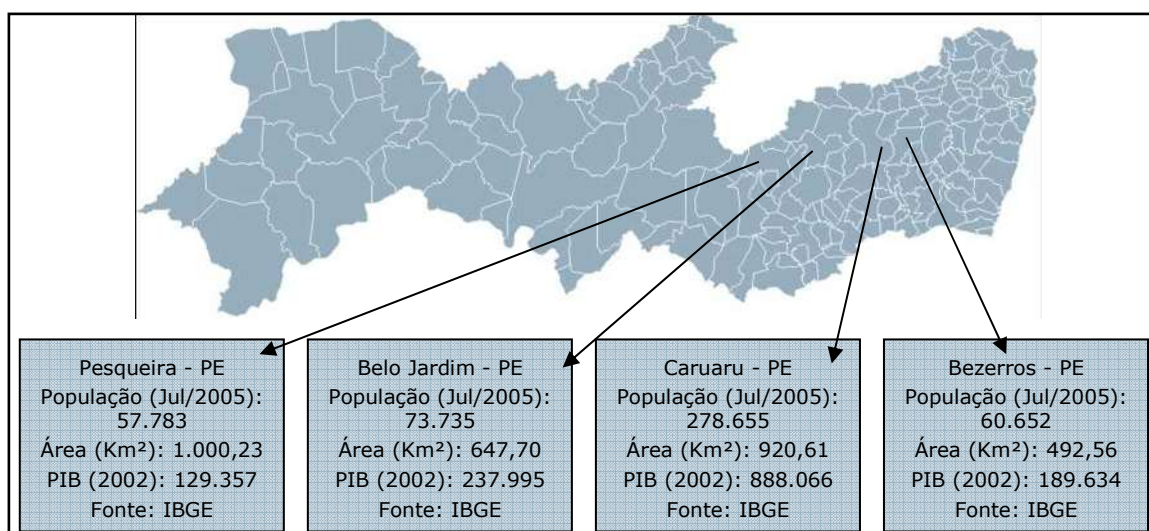 Pesqueira - PE
População (Jul/2005):
57.783
Área (Km²): 1.000,23
PIB (2002): 129.357
Fonte: IBGE
Belo Jardim - PE
População (Jul/2005):
73.735
Área (Km²): 647,70
PIB (2002): 237.995
Fonte: IBGE
Caruaru - PE
População (Jul/2005):
278.655
Área (Km²): 920,61
PIB (2002): 888.066
Fonte: IBGE
Bezerros - PE
População (Jul/2005):
60.652
Área (Km²): 492,56
PIB (2002): 189.634
Fonte: IBGE